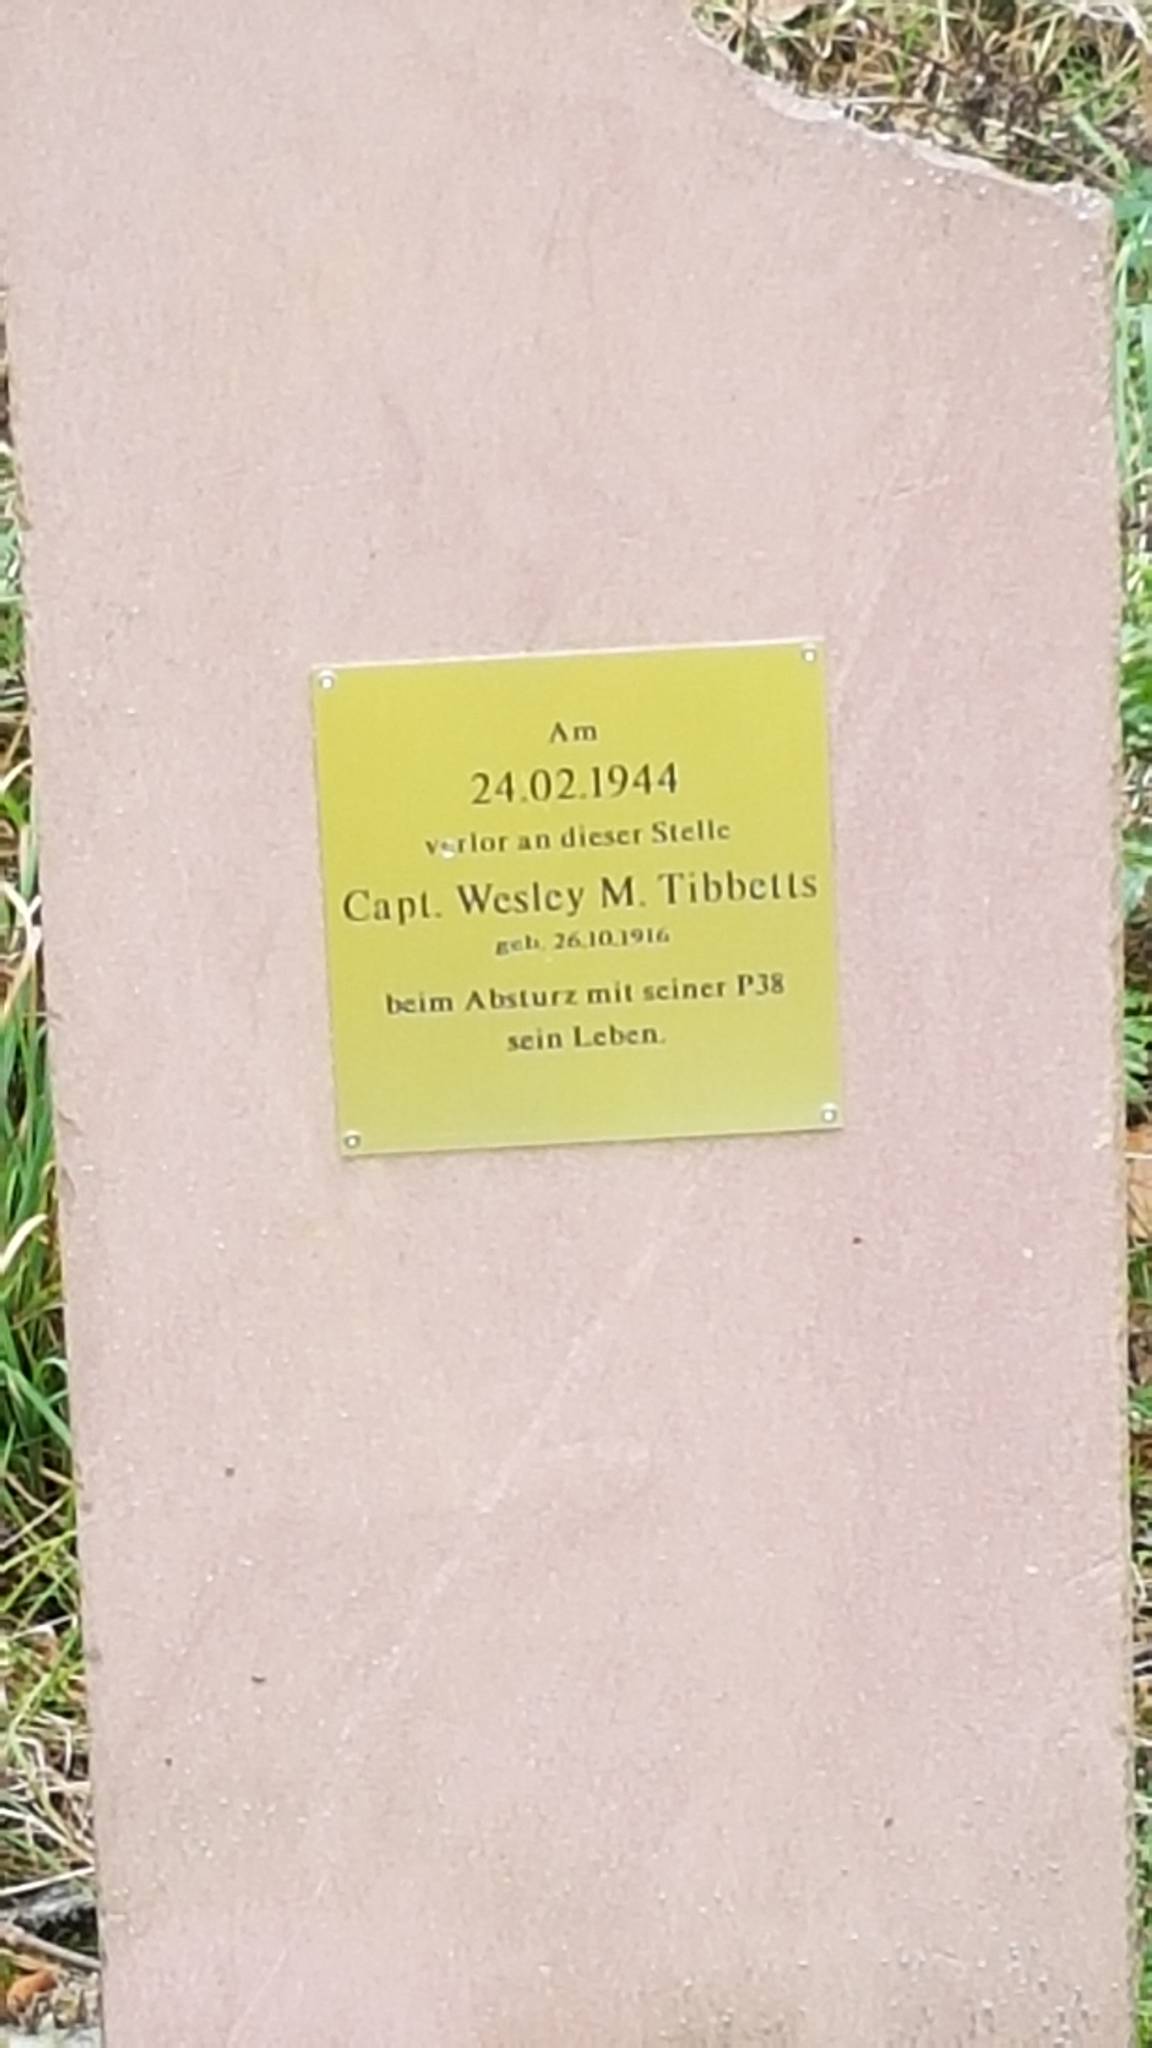 Am
24.02.1944
verlor an dieser Stelle
Capt. Wesley M. Tibbetts
geb. 26.10.1916
beim Absturz mit seiner P38
sein Leben.